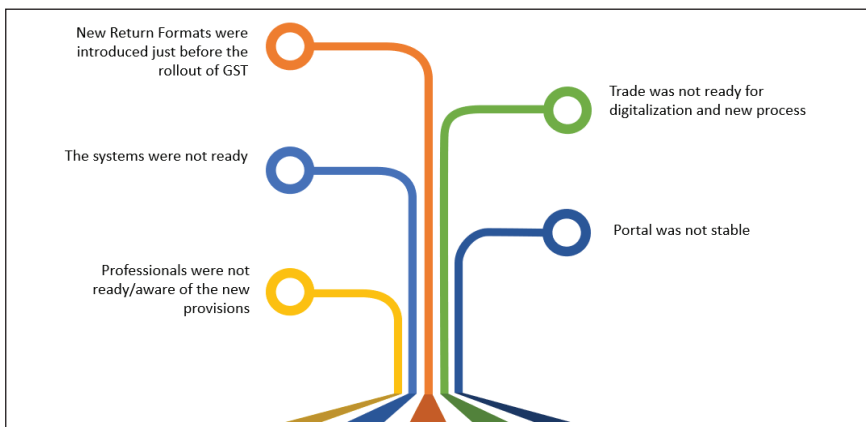 New Return Formats were
introduced just before the
rollout of GST
Trade was not ready for
digitalization and new process
The systems were not ready
Portal was not stable
Professionals were not
ready/aware of the new
provisions